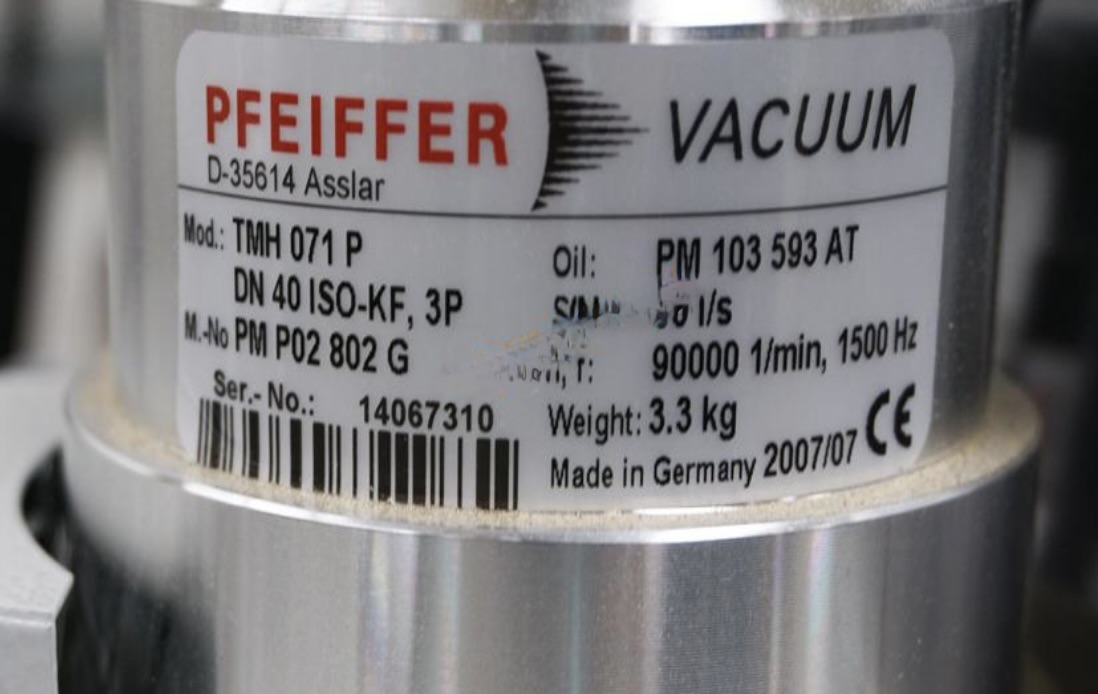 PFEIFFER VACUUM
D-35614 Asslar
Mod.: TMH 071 P
DN 40 ISO-KF, 3P
M.-No PM P02 802 G
Ser.- No.: 14067310
Oil: PM 103 593 AT
l/s
90000 1/min, 1500 Hz
Weight: 3.3 kg
Made in Germany 2007/07 CE